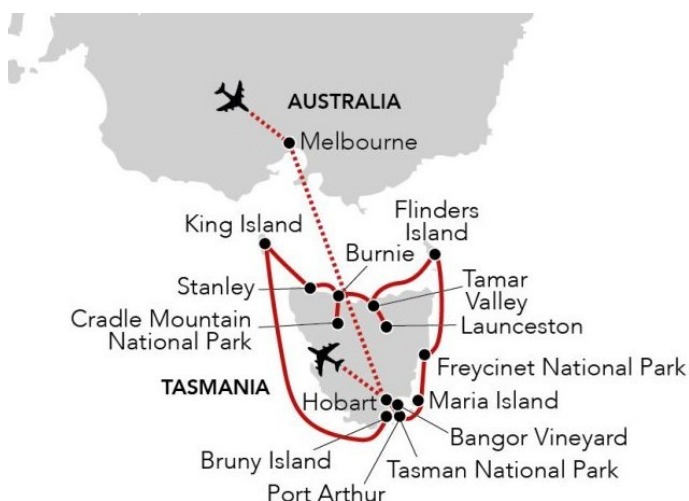 AUSTRALIA
Melbourne
King Island
Flinders
Island
Burnie
Stanley
Tamar
Valley
Cradle Mountain
National Park
Launceston
Freycinet National Park
TASMANIA
Hobart
Maria Island
Bangor Vineyard
Bruny Island
Tasman National Park
Port Arthur